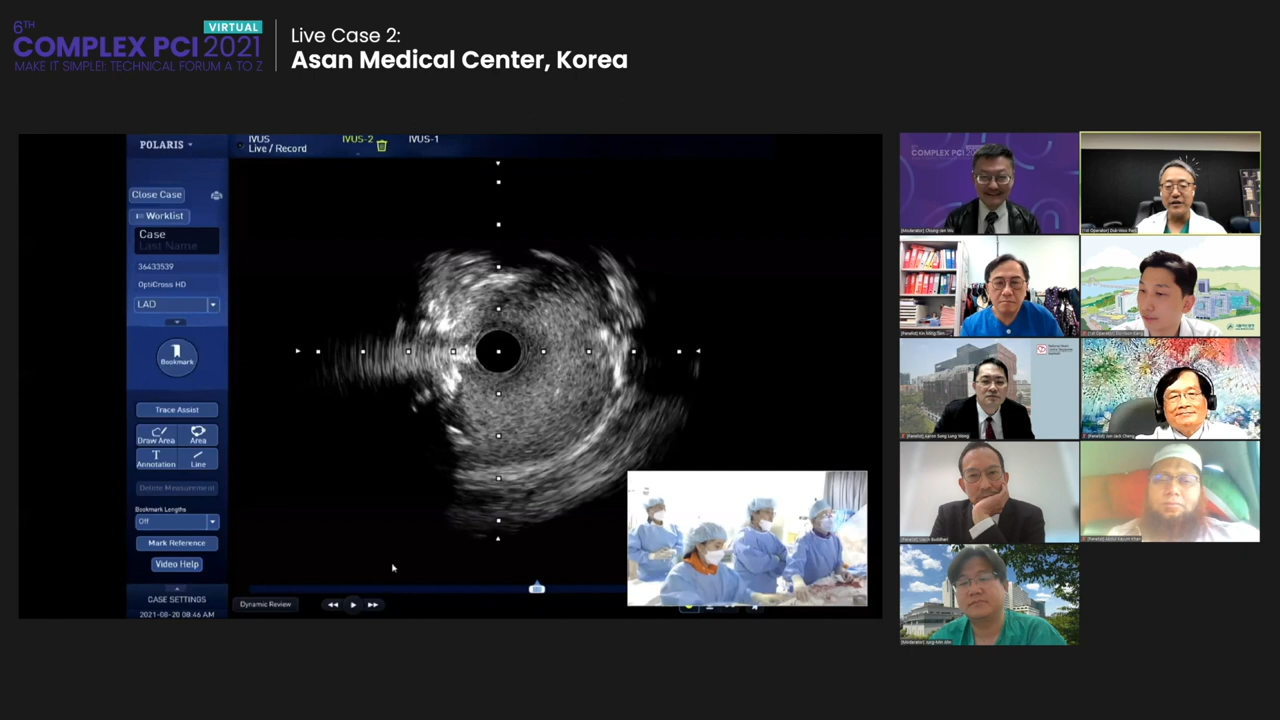 6TH
VIRTUAL
COMPLEX PCI 2021
MAKE IT SIMPLE!: TECHNICAL FORUM A TO Z
Live Case 2:
Asan Medical Center, Korea
POLARIS
IVUS
Live / Record
IVUS-2
IVUS-1
Close Case
Worklist
Case
Last Name
36433539
OptiCross HD
LAD
Bookmark
Trace Assist
Draw Area
Area
Annotation
Line
Delete Measurement
Bookmark Lengths
Off
Mark Reference
Video Help
CASE SETTINGS
2021-08-20 08:46 AM
Dynamic Review
COMPLEX PCI